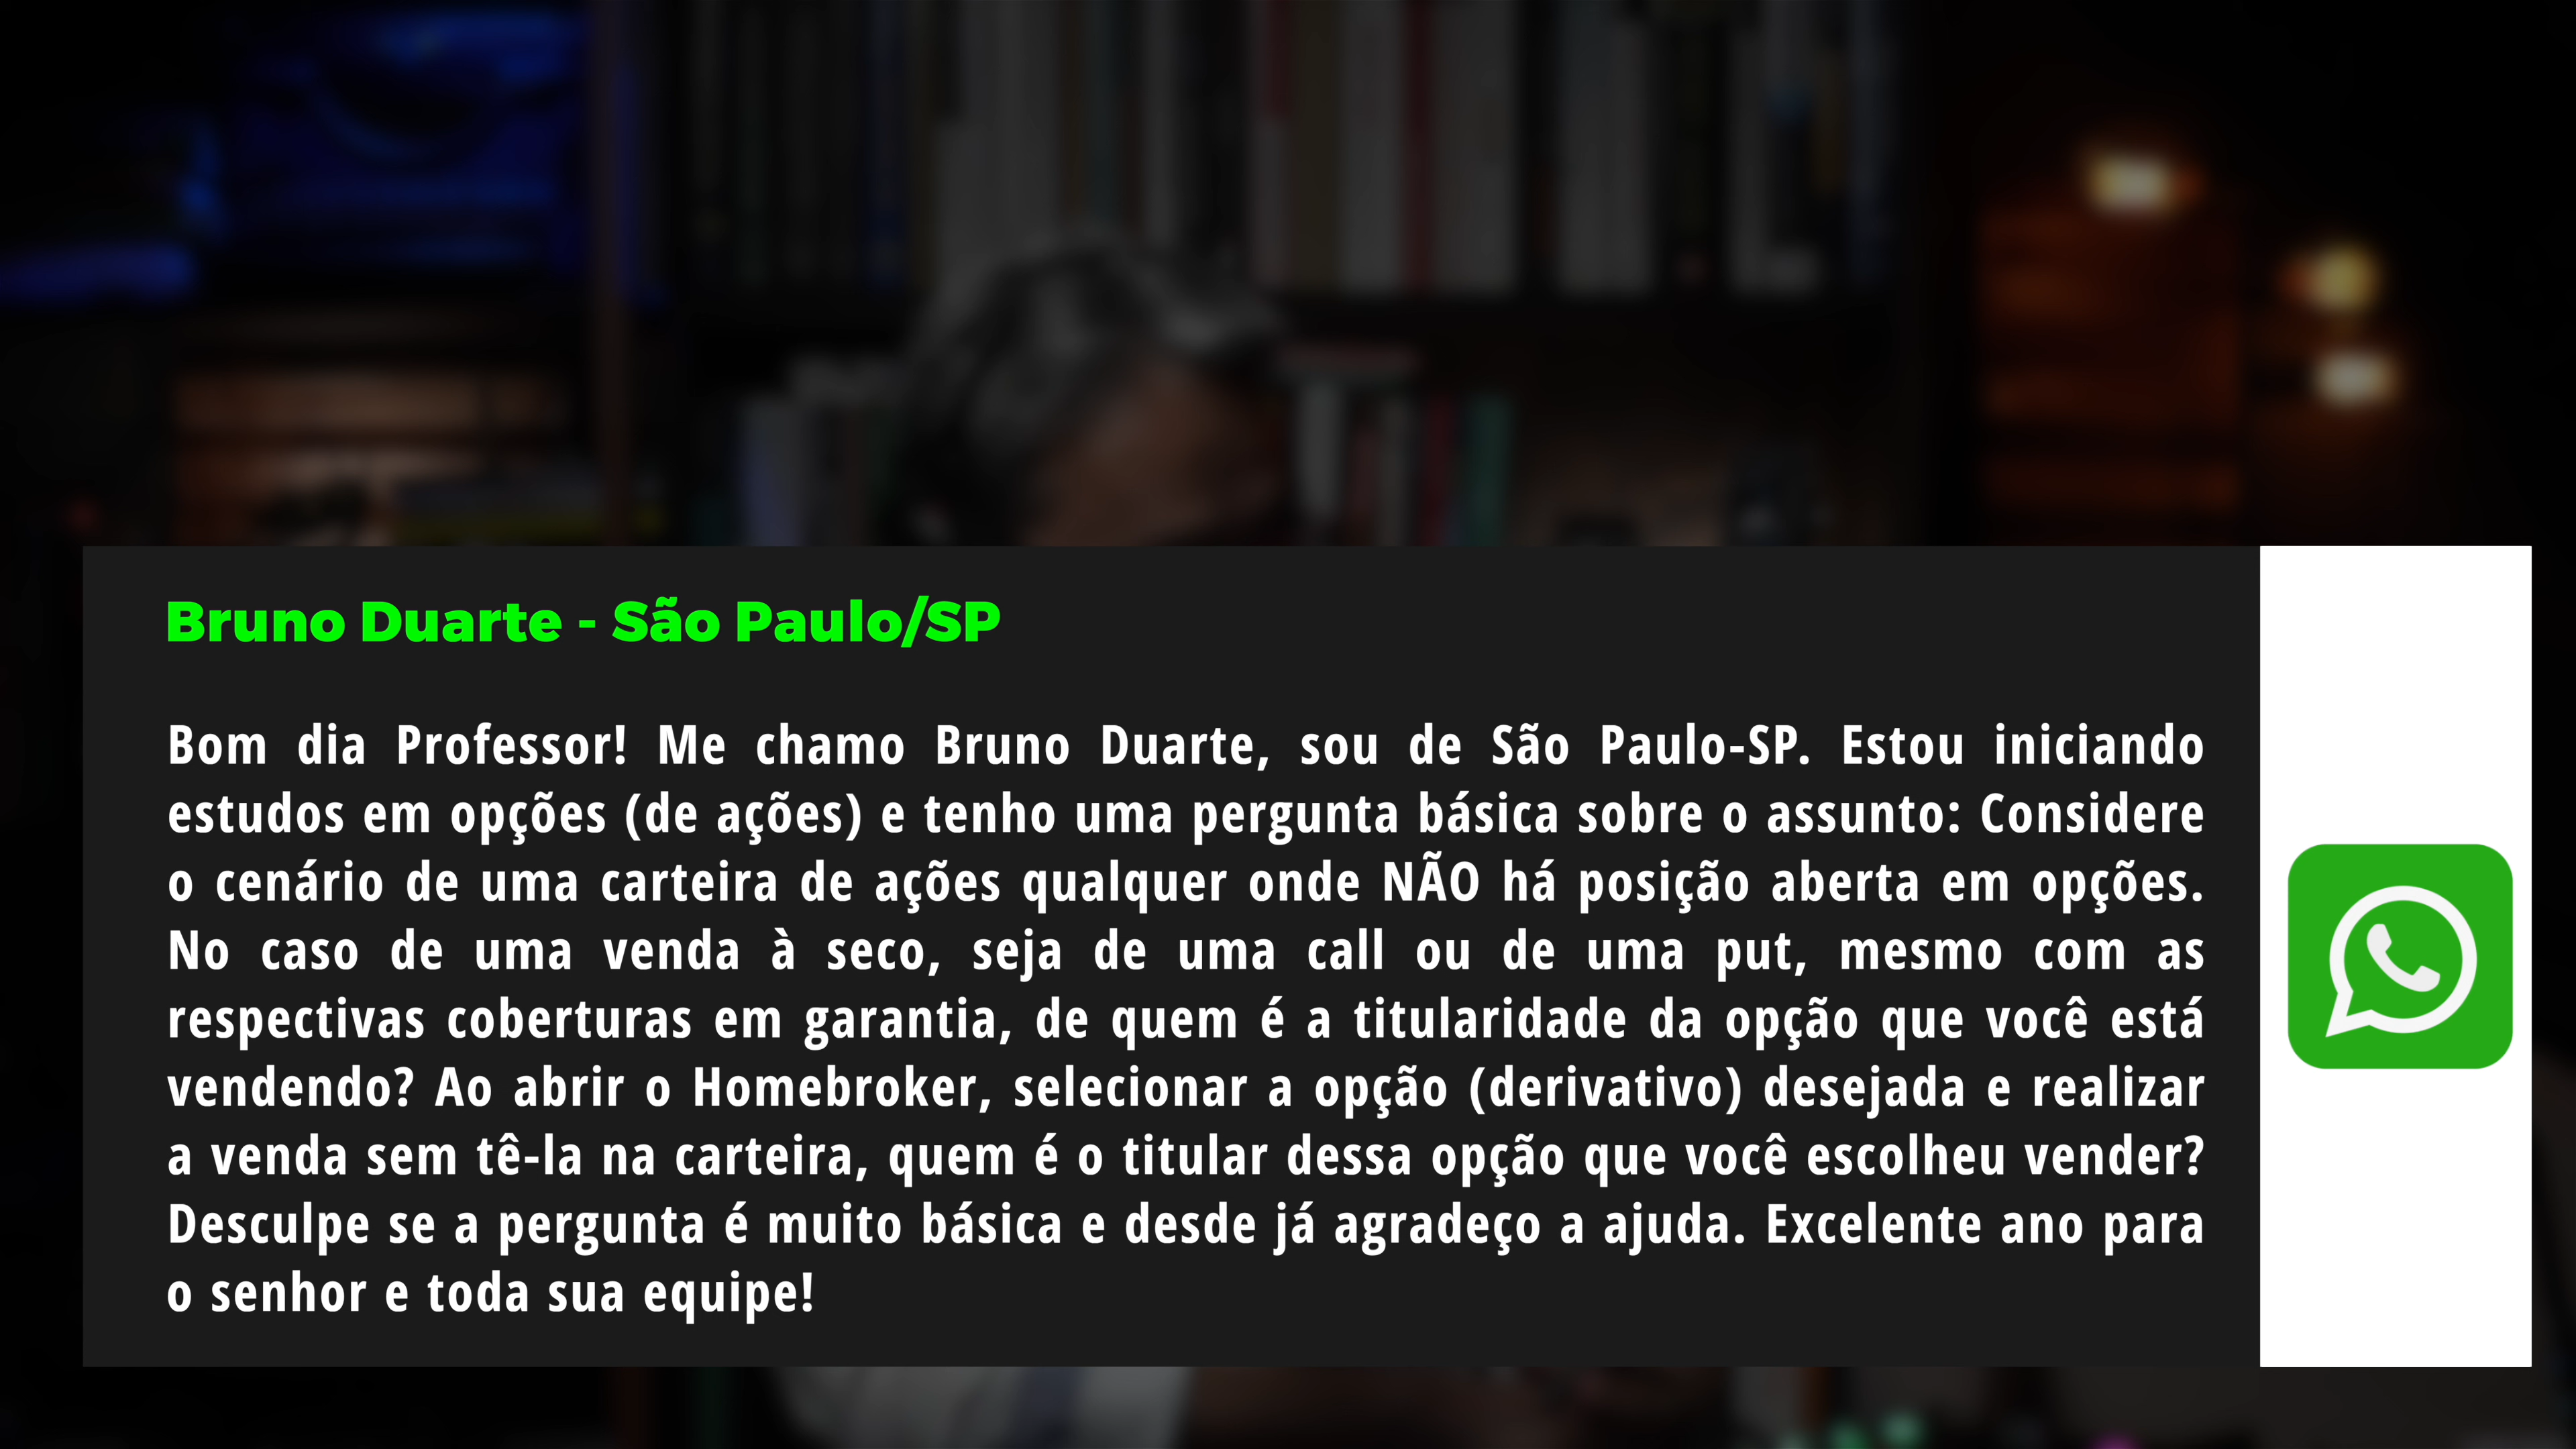 Bruno Duarte - São Paulo/SP
Bom dia Professor! Me chamo Bruno Duarte, sou de São Paulo-SP. Estou iniciando
estudos em opções (de ações) e tenho uma pergunta básica sobre o assunto: Considere
o cenário de uma carteira de ações qualquer onde NÃO há posição aberta em opções.
No caso de uma venda à seco, seja de uma call ou de uma put, mesmo com as
respectivas coberturas em garantia, de quem é a titularidade da opção que você está
vendendo? Ao abrir o Homebroker, selecionar a opção (derivativo) desejada e realizar
a venda sem tê-la na carteira, quem é o titular dessa opção que você escolheu vender?
Desculpe se a pergunta é muito básica e desde já agradeço a ajuda. Excelente ano para
o senhor e toda sua equipe!